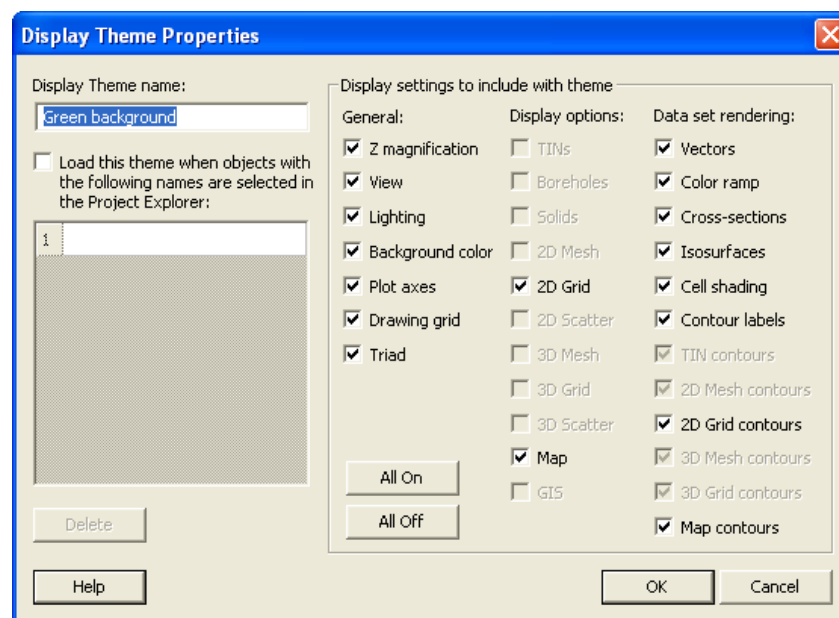 Display Theme Properties
Display Theme name:
Green background
Load this theme when objects with
the following names are selected in
the Project Explorer:
1
Delete
Help
Display settings to include with theme
General:
Z magnification
View
Lighting
Background color
Plot axes
Drawing grid
Triad
All On
All Off
Display options:
TINs
Boreholes
Solids
2D Mesh
2D Grid
2D Scatter
3D Mesh
3D Grid
3D Scatter
Map
GIS
Data set rendering:
Vectors
Color ramp
Cross-sections
Isosurfaces
Cell shading
Contour labels
TIN contours
2D Mesh contours
2D Grid contours
3D Mesh contours
3D Grid contours
Map contours
OK
Cancel